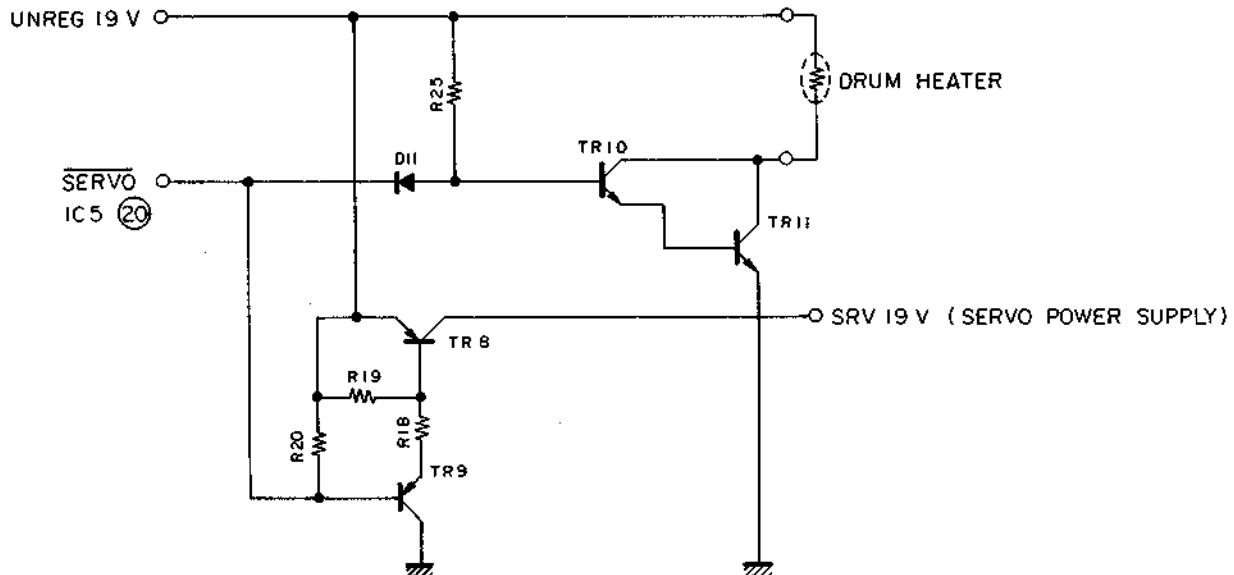 UNREG 19 V
R25
DRUM HEATER
TR10
D11
SERVO
IC5 20
TR11
SRV 19 V (SERVO POWER SUPPLY)
TR8
R19
R20
R18
TR9